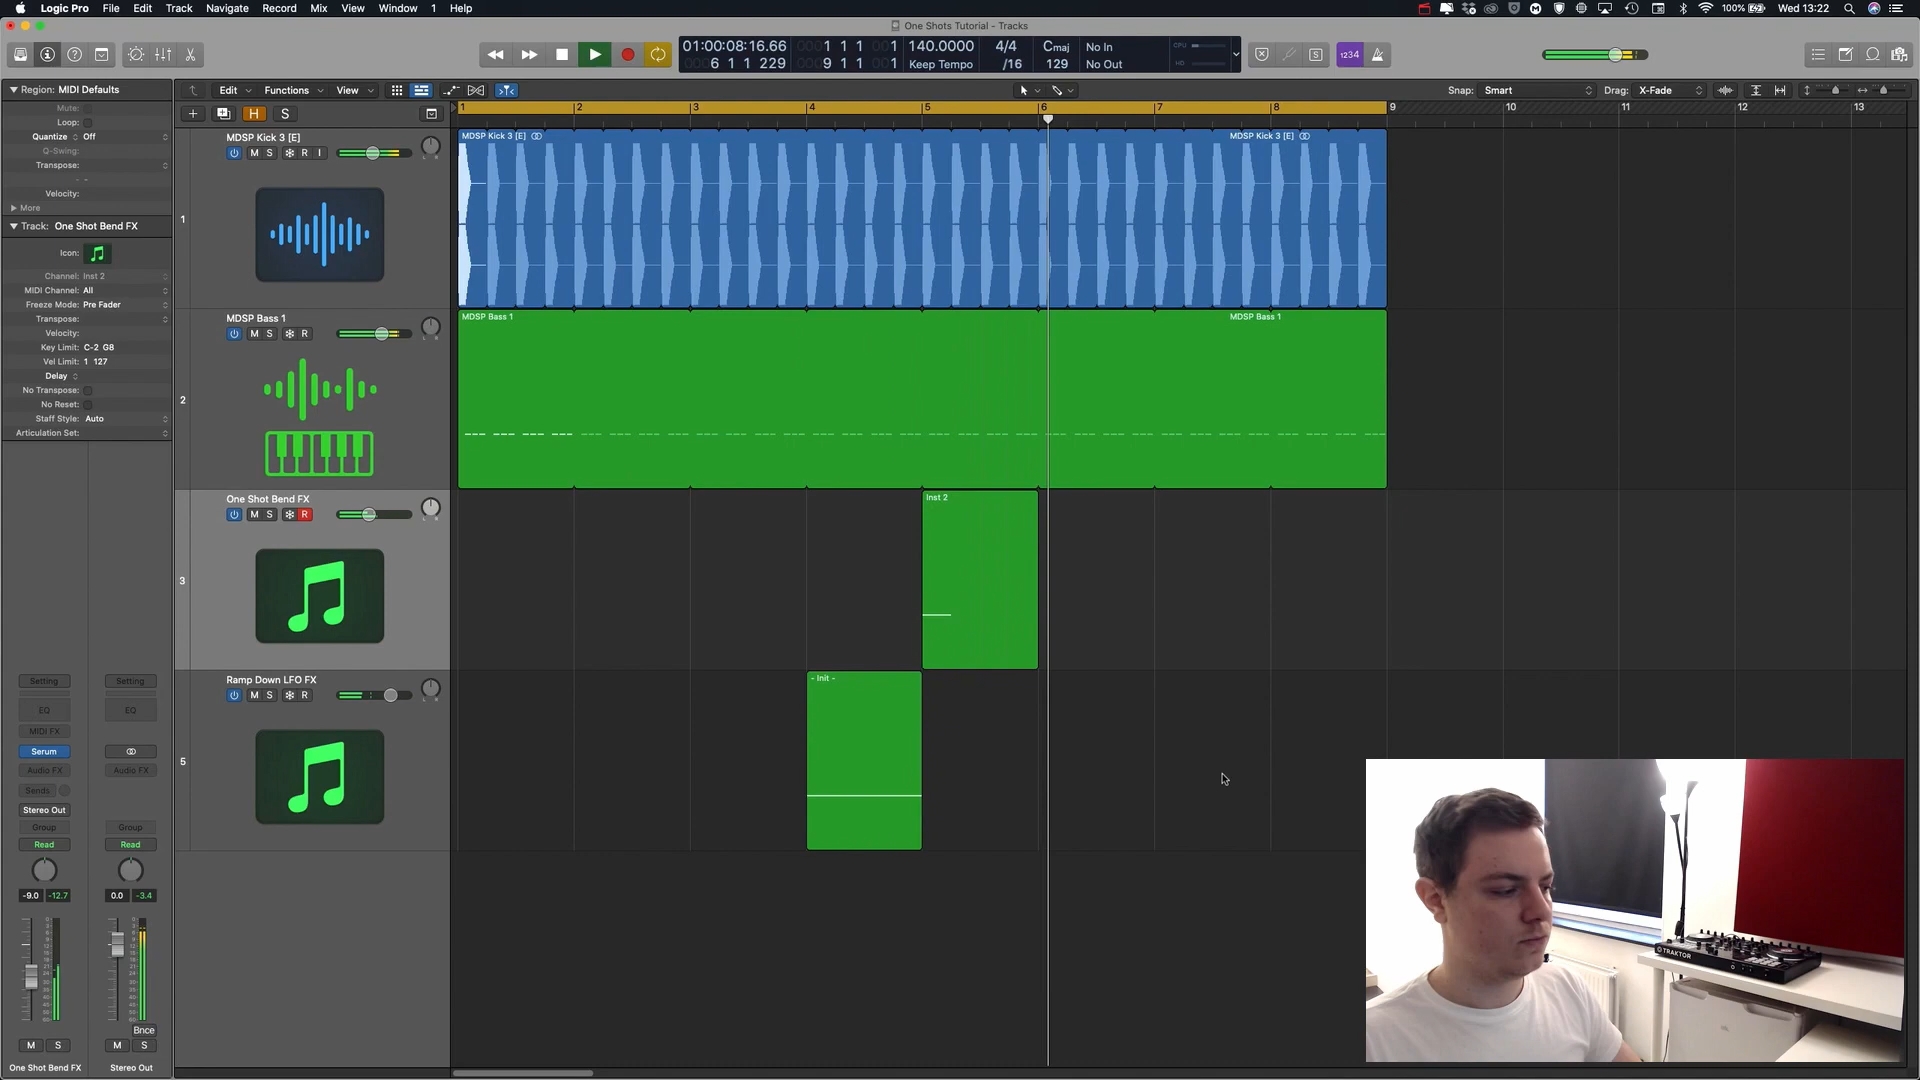 Logic Pro File Edit Track Navigate Record Mix View Window 1 Help
100% Wed 13:22
One Shots Tutorial - Tracks
01:00:08:16.66 1 1 1 1 140.0000 4/4 Cmaj No In CPU
6 1 1 229 9 1 1 1 Keep Tempo /16 129 No Out HD
1234
Region: MIDI Defaults
Edit Functions View
Snap: Smart Drag: X-Fade
Mute:
Loop:
Quantize Off
Q-Swing:
Transpose:
Velocity:
More
Track: One Shot Bend FX
Icon:
Channel: Inst 2
MIDI Channel: All
Freeze Mode: Pre Fader
Transpose:
Velocity:
Key Limit: C-2 G8
Vel Limit: 1 127
Delay
No Transpose:
No Reset:
Staff Style: Auto
Articulation Set:
H S
1 2 3 4 5 6 7 8 9 10 11 12 13
MDSP Kick 3 [E]
M S R I
1
MDSP Kick 3 [E] MDSP Kick 3 [E]
MDSP Bass 1
M S R
2
MDSP Bass 1 MDSP Bass 1
One Shot Bend FX
M S R
3
Inst 2
Ramp Down LFO FX
M S R
5
- Init -
Setting Setting
EQ EQ
MIDI FX
Serum
Audio FX Audio FX
Sends
Stereo Out
Group Group
Read Read
-9.0 -12.7 0.0 -3.4
Bnce
M S M S
One Shot Bend FX Stereo Out
TRAKTOR